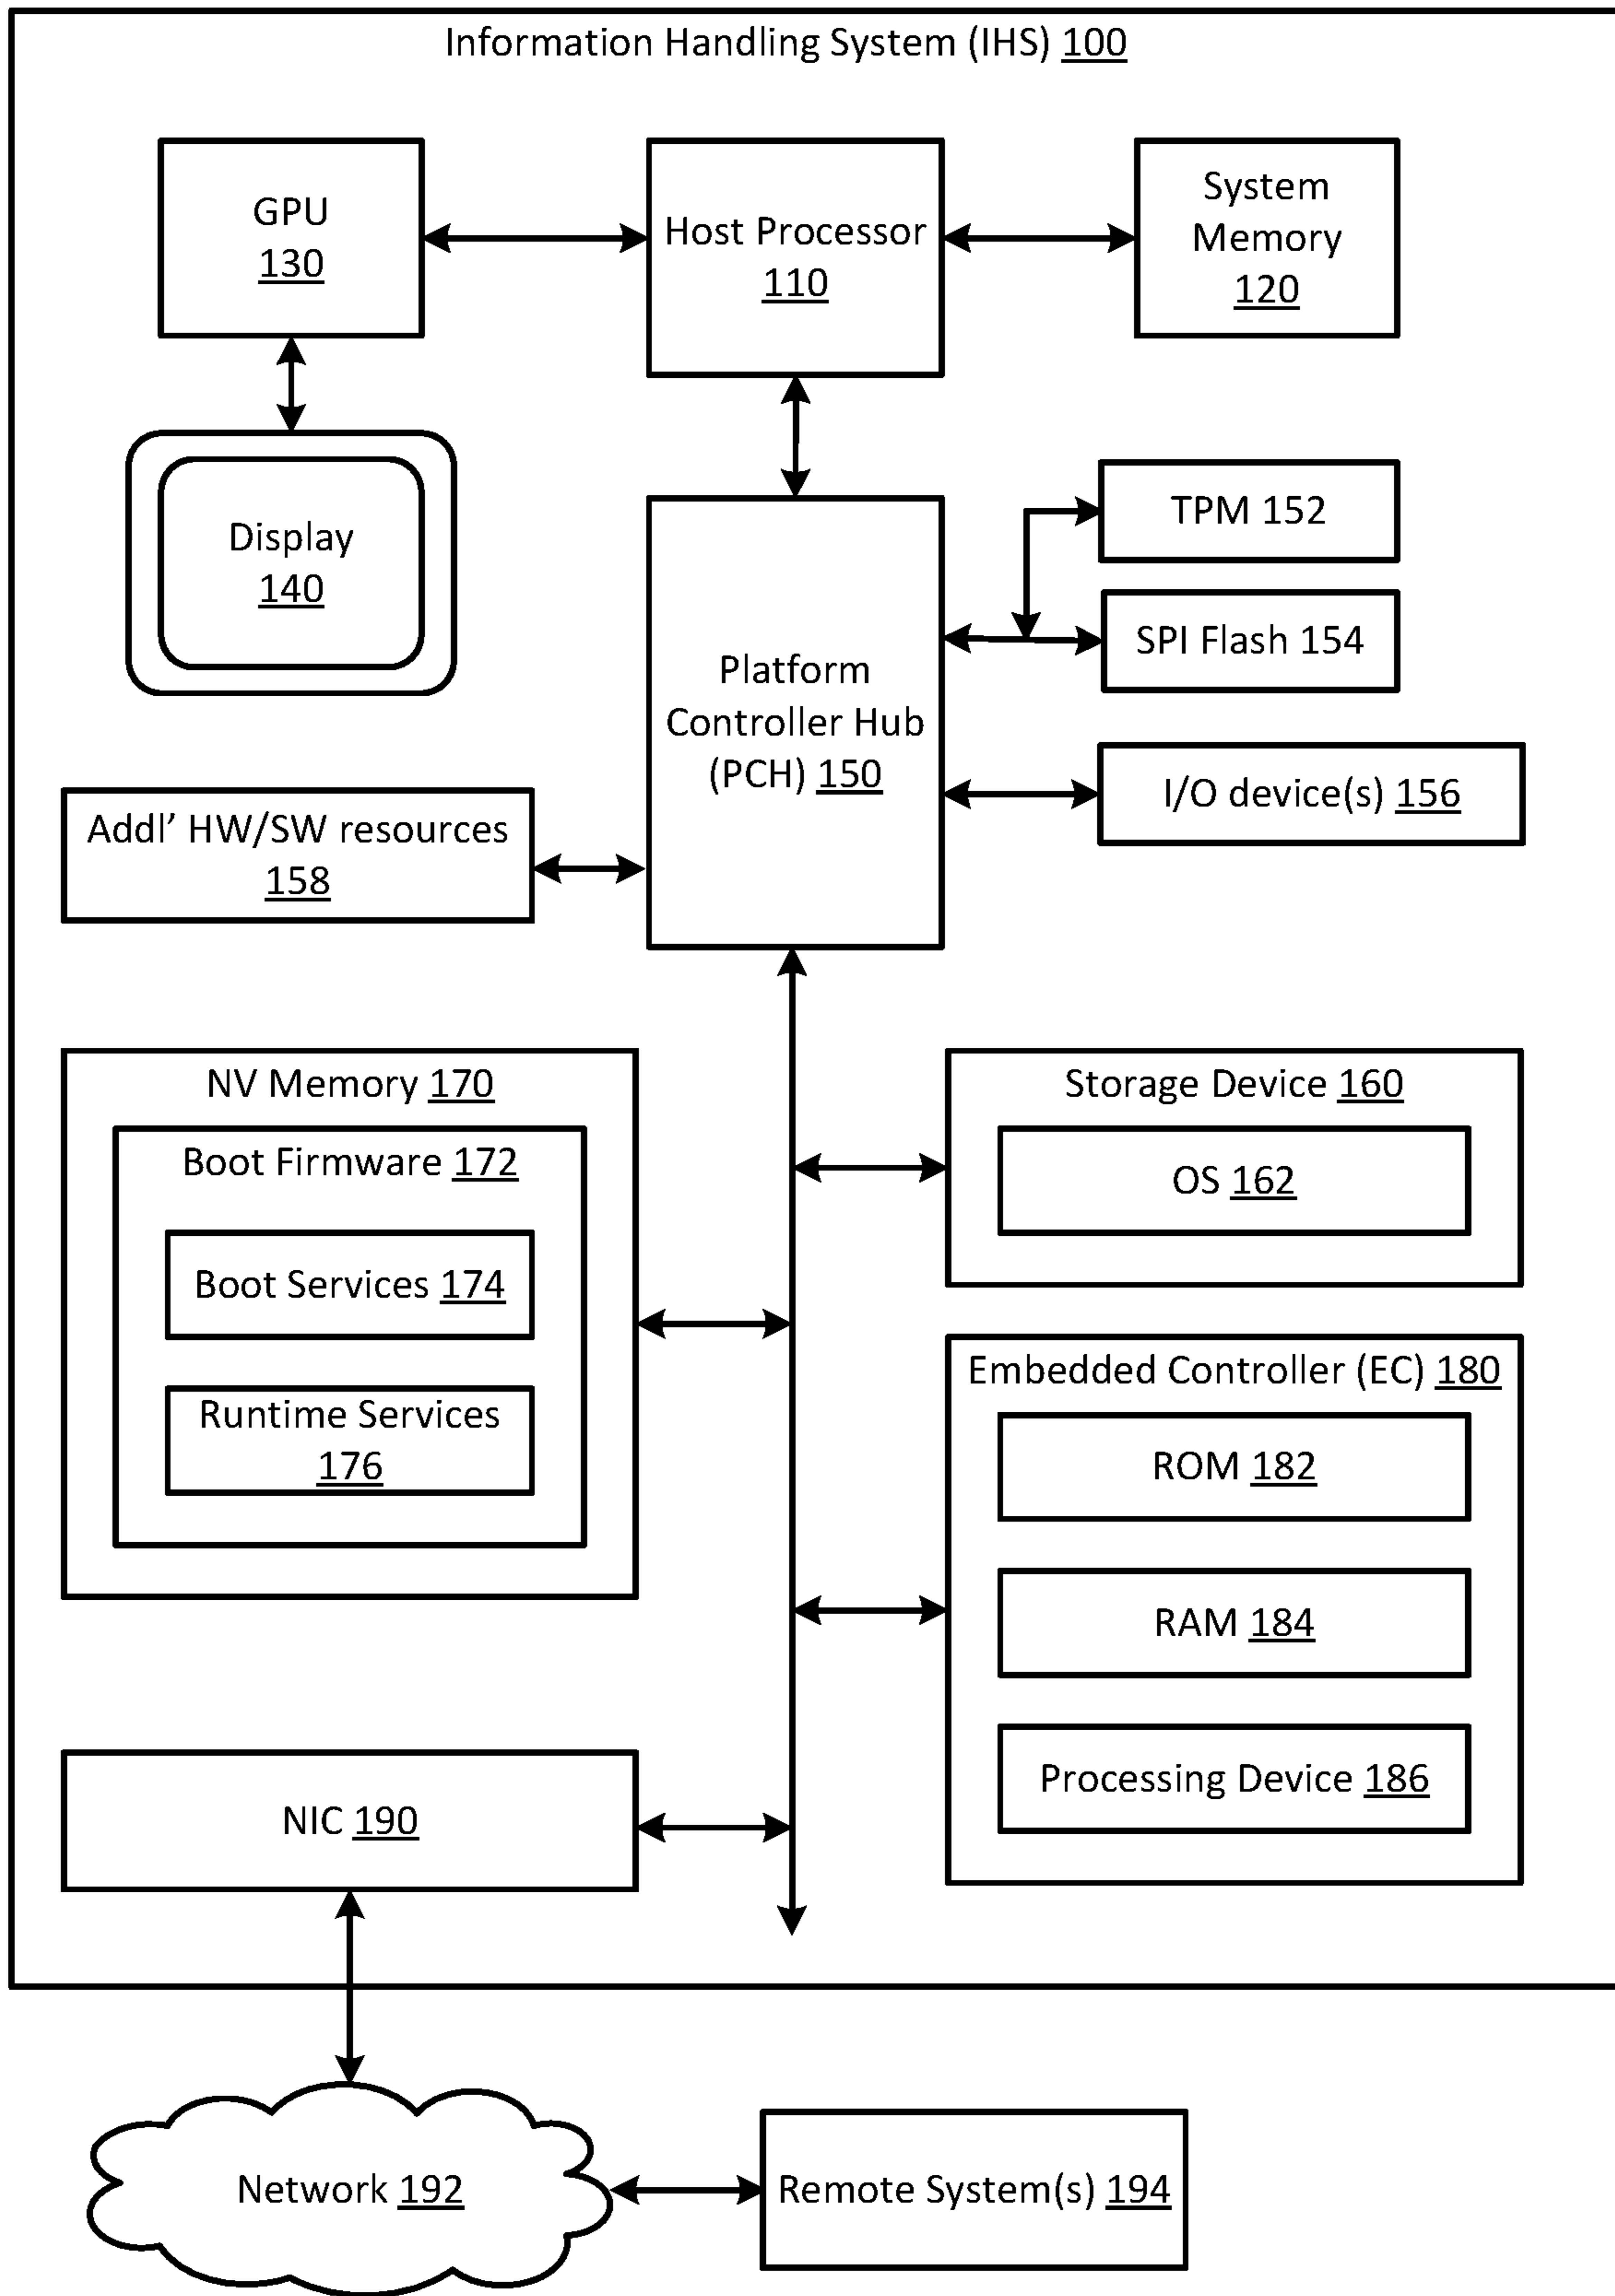 Information Handling System (IHS) 100
GPU
130
Host Processor
110
System
Memory
120
Display
140
Platform
Controller Hub
(PCH) 150
TPM 152
SPI Flash 154
I/O device(s) 156
Addl’ HW/SW resources
158
NV Memory 170
Boot Firmware 172
Boot Services 174
Runtime Services
176
Storage Device 160
OS 162
Embedded Controller (EC) 180
ROM 182
RAM 184
Processing Device 186
NIC 190
Network 192
Remote System(s) 194